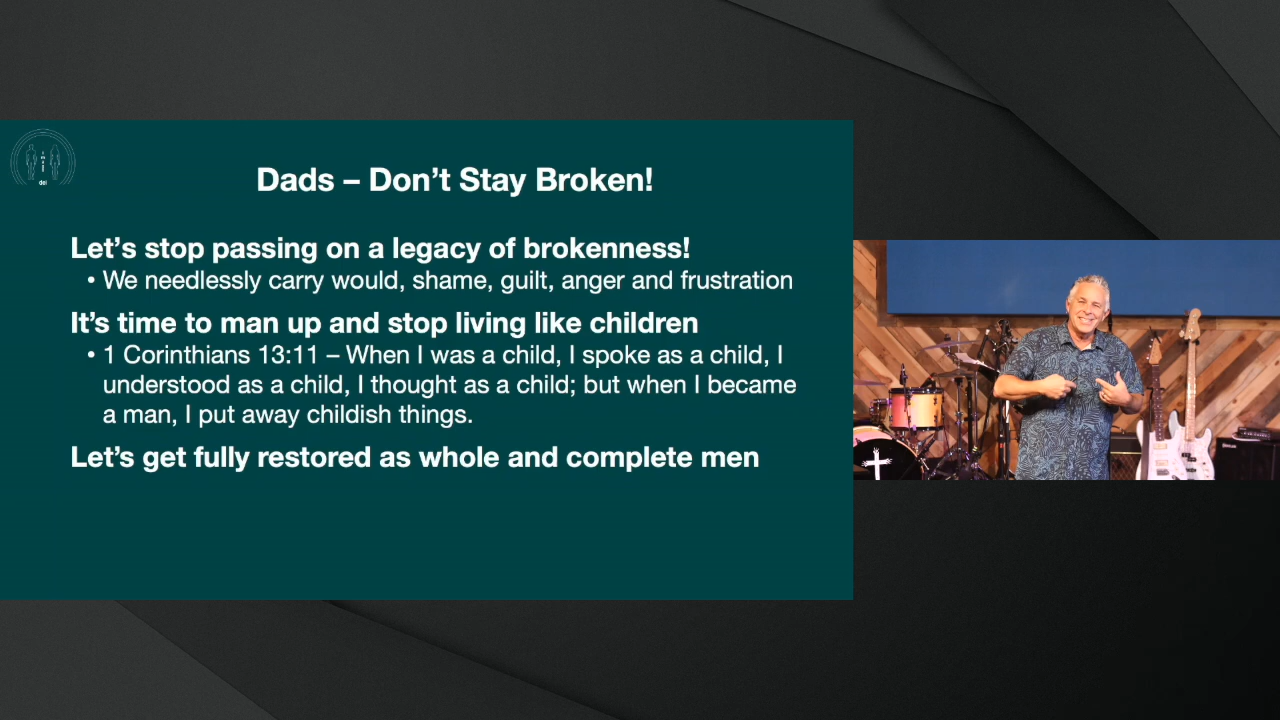 dei
Dads – Don’t Stay Broken!
Let’s stop passing on a legacy of brokenness!
• We needlessly carry would, shame, guilt, anger and frustration
It’s time to man up and stop living like children
• 1 Corinthians 13:11 – When I was a child, I spoke as a child, I
understood as a child, I thought as a child; but when I became
a man, I put away childish things.
Let’s get fully restored as whole and complete men